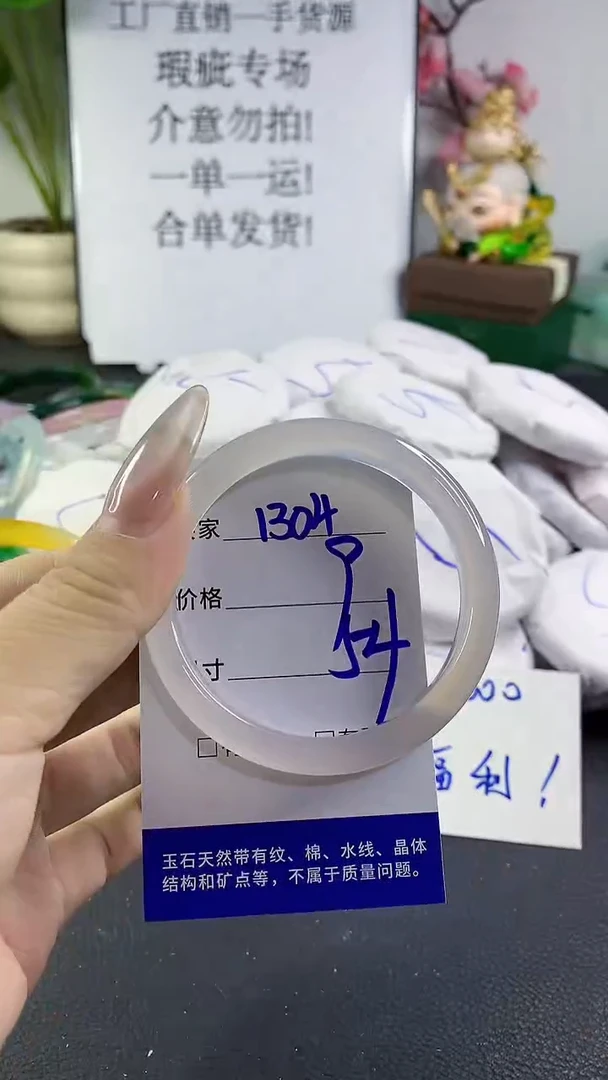 工厂直销一手货源
瑕疵专场
介意勿拍!
一单一运!
合单发货!
家 1304
价格
寸 54
福利!
玉石天然带有纹、棉、水线、晶体
结构和矿点等，不属于质量问题。